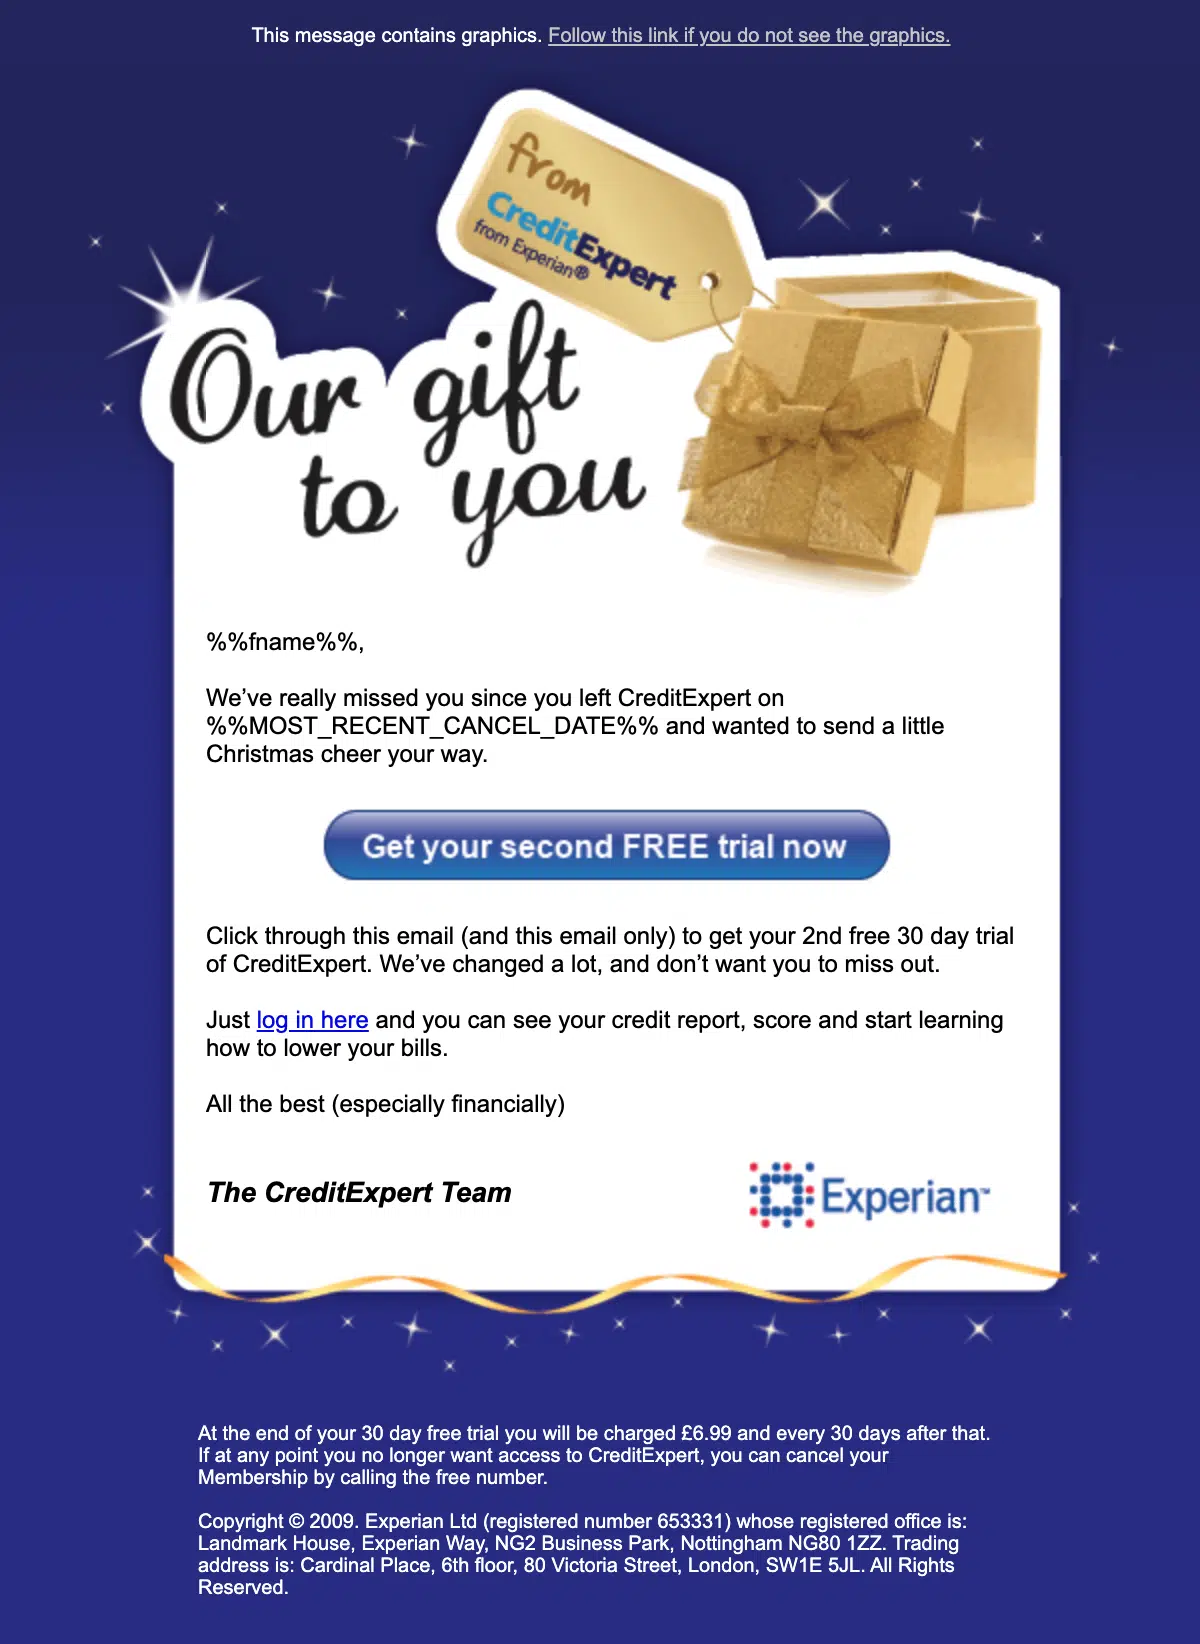 This message contains graphics. Follow this link if you do not see the graphics.
from
CreditExpert
from Experian®
Our gift
to you
%%fname%%,
We’ve really missed you since you left CreditExpert on
%%MOST_RECENT_CANCEL_DATE%% and wanted to send a little
Christmas cheer your way.
Get your second FREE trial now
Click through this email (and this email only) to get your 2nd free 30 day trial
of CreditExpert. We’ve changed a lot, and don’t want you to miss out.
Just log in here and you can see your credit report, score and start learning
how to lower your bills.
All the best (especially financially)
The CreditExpert Team
Experian™
At the end of your 30 day free trial you will be charged £6.99 and every 30 days after that.
If at any point you no longer want access to CreditExpert, you can cancel your
Membership by calling the free number.
Copyright © 2009. Experian Ltd (registered number 653331) whose registered office is:
Landmark House, Experian Way, NG2 Business Park, Nottingham NG80 1ZZ. Trading
address is: Cardinal Place, 6th floor, 80 Victoria Street, London, SW1E 5JL. All Rights
Reserved.